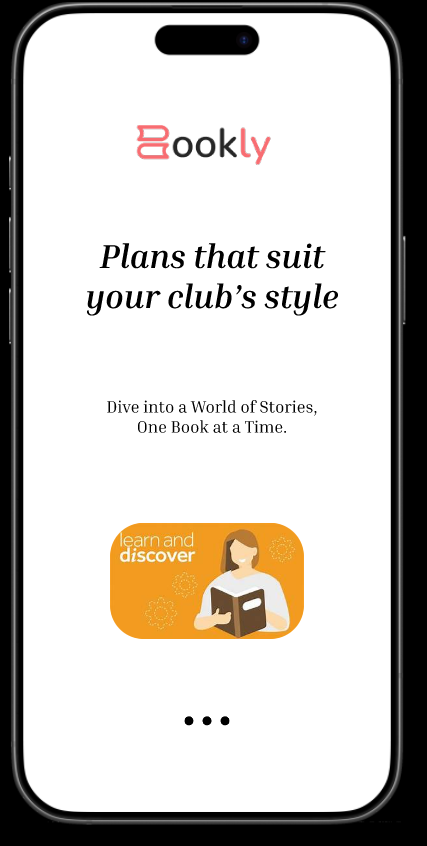 Bookly
Plans that suit
your club’s style
Dive into a World of Stories,
One Book at a Time.
learn and
discover